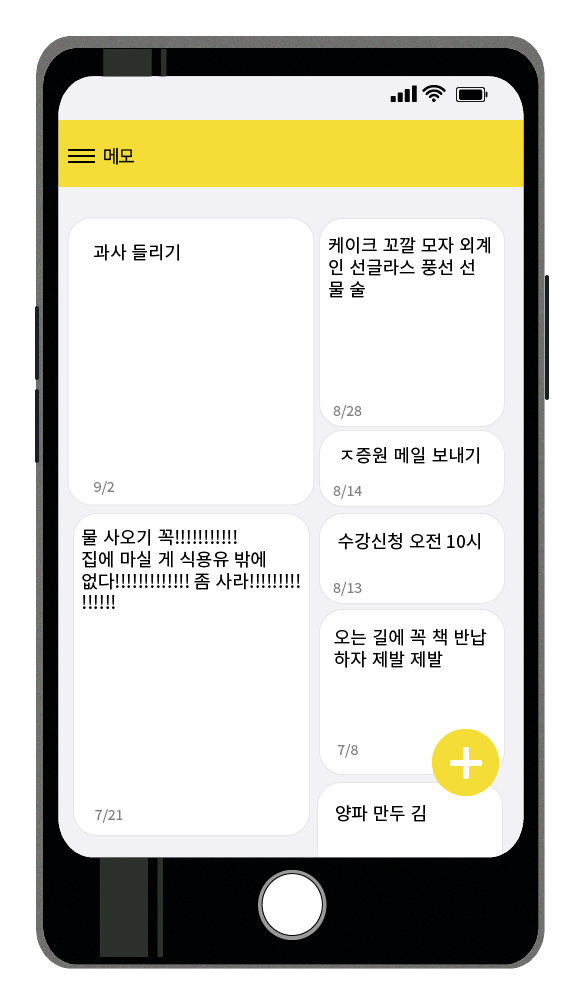 메모
과사 들리기
9/2
케이크 꼬깔 모자 외계
인 선글라스 풍선 선
물 술
8/28
ㅈ증원 메일 보내기
8/14
물 사오기 꼭!!!!!!!!!!!
집에 마실 게 식용유 밖에
없다!!!!!!!!!!!!! 좀 사라!!!!!!!!!
!!!!!!
7/21
수강신청 오전 10시
8/13
오는 길에 꼭 책 반납
하자 제발 제발
7/8
양파 만두 김